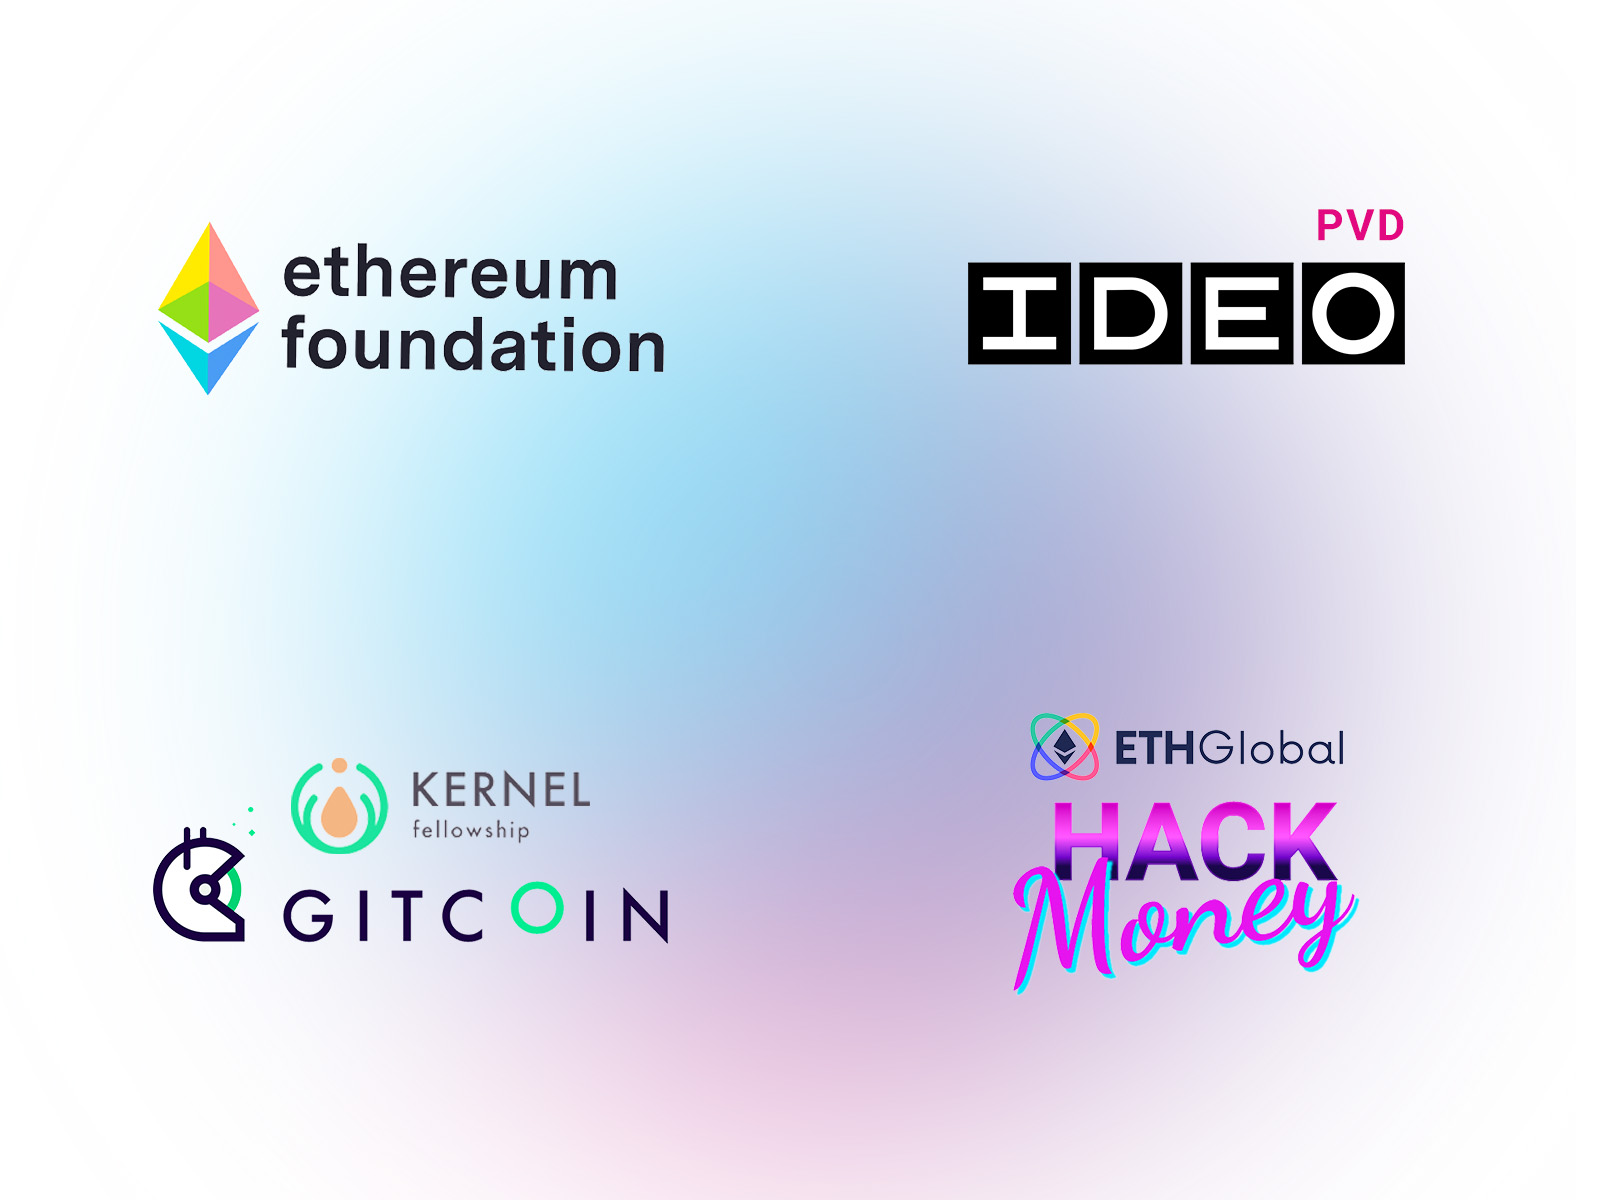 ethereum
foundation
PVD
IDEO
KERNEL
fellowship
GITCOIN
ETHGlobal
HACK
Money